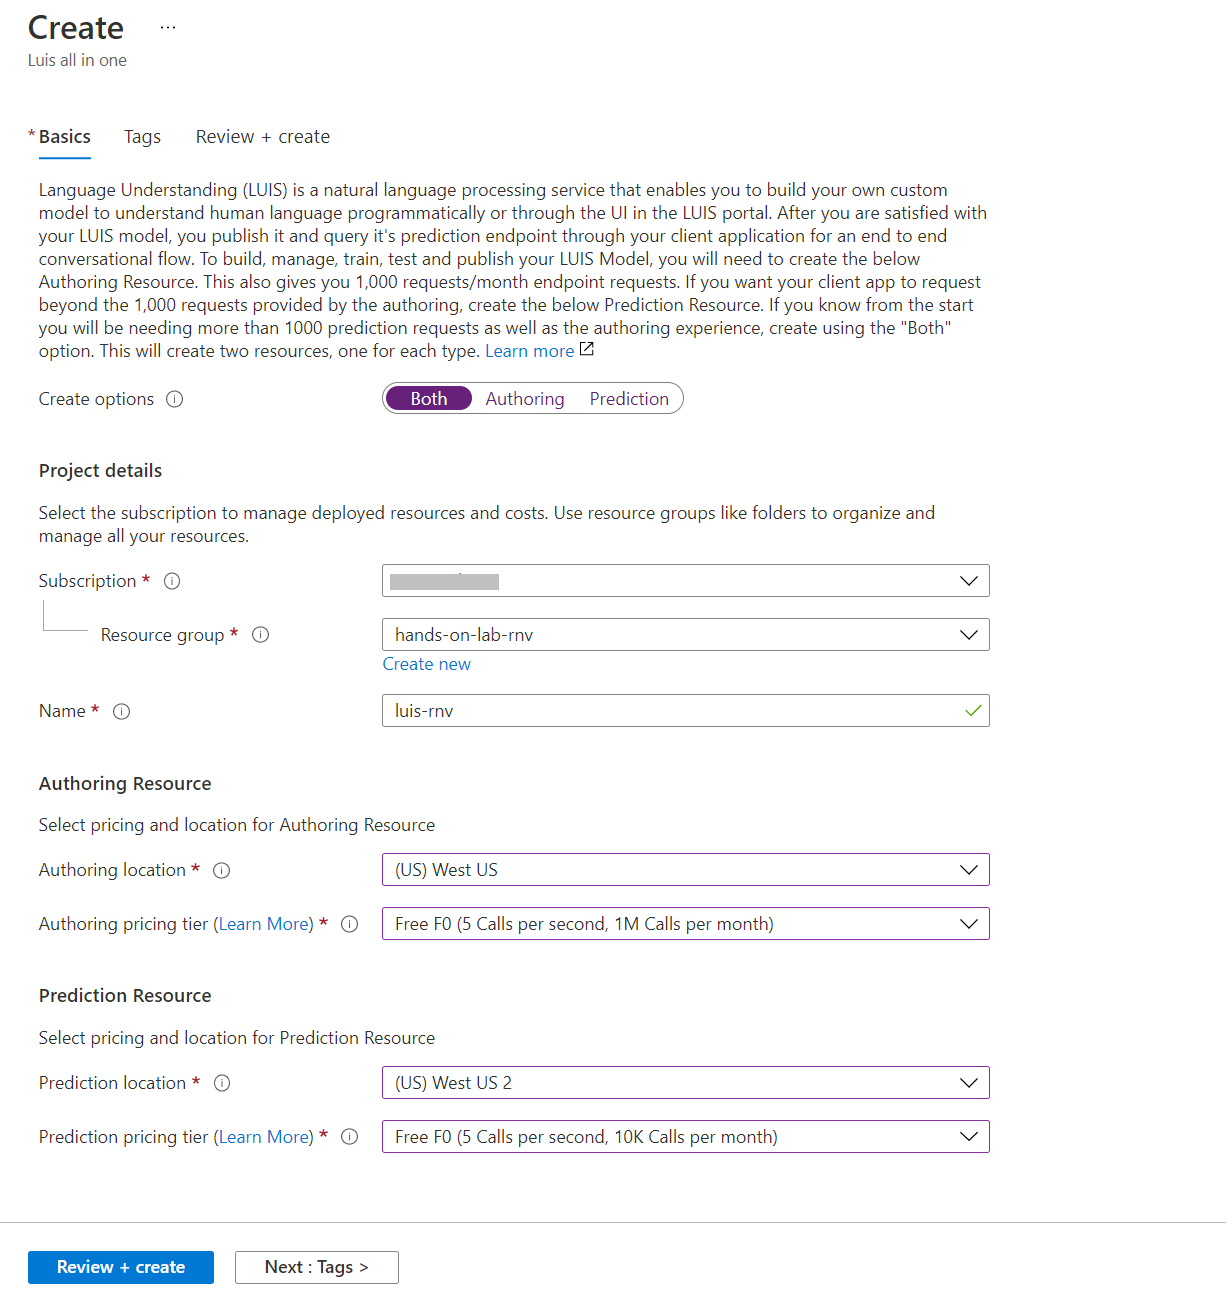 Create ...
Luis all in one
* Basics Tags Review + create
Language Understanding (LUIS) is a natural language processing service that enables you to build your own custom
model to understand human language programmatically or through the UI in the LUIS portal. After you are satisfied with
your LUIS model, you publish it and query it's prediction endpoint through your client application for an end to end
conversational flow. To build, manage, train, test and publish your LUIS Model, you will need to create the below
Authoring Resource. This also gives you 1,000 requests/month endpoint requests. If you want your client app to request
beyond the 1,000 requests provided by the authoring, create the below Prediction Resource. If you know from the start
you will be needing more than 1000 prediction requests as well as the authoring experience, create using the "Both"
option. This will create two resources, one for each type. Learn more
Create options Both Authoring Prediction
Project details
Select the subscription to manage deployed resources and costs. Use resource groups like folders to organize and
manage all your resources.
Subscription *
Resource group * hands-on-lab-rnv
Create new
Name * luis-rnv
Authoring Resource
Select pricing and location for Authoring Resource
Authoring location * (US) West US
Authoring pricing tier (Learn More) * Free F0 (5 Calls per second, 1M Calls per month)
Prediction Resource
Select pricing and location for Prediction Resource
Prediction location * (US) West US 2
Prediction pricing tier (Learn More) * Free F0 (5 Calls per second, 10K Calls per month)
Review + create Next : Tags >